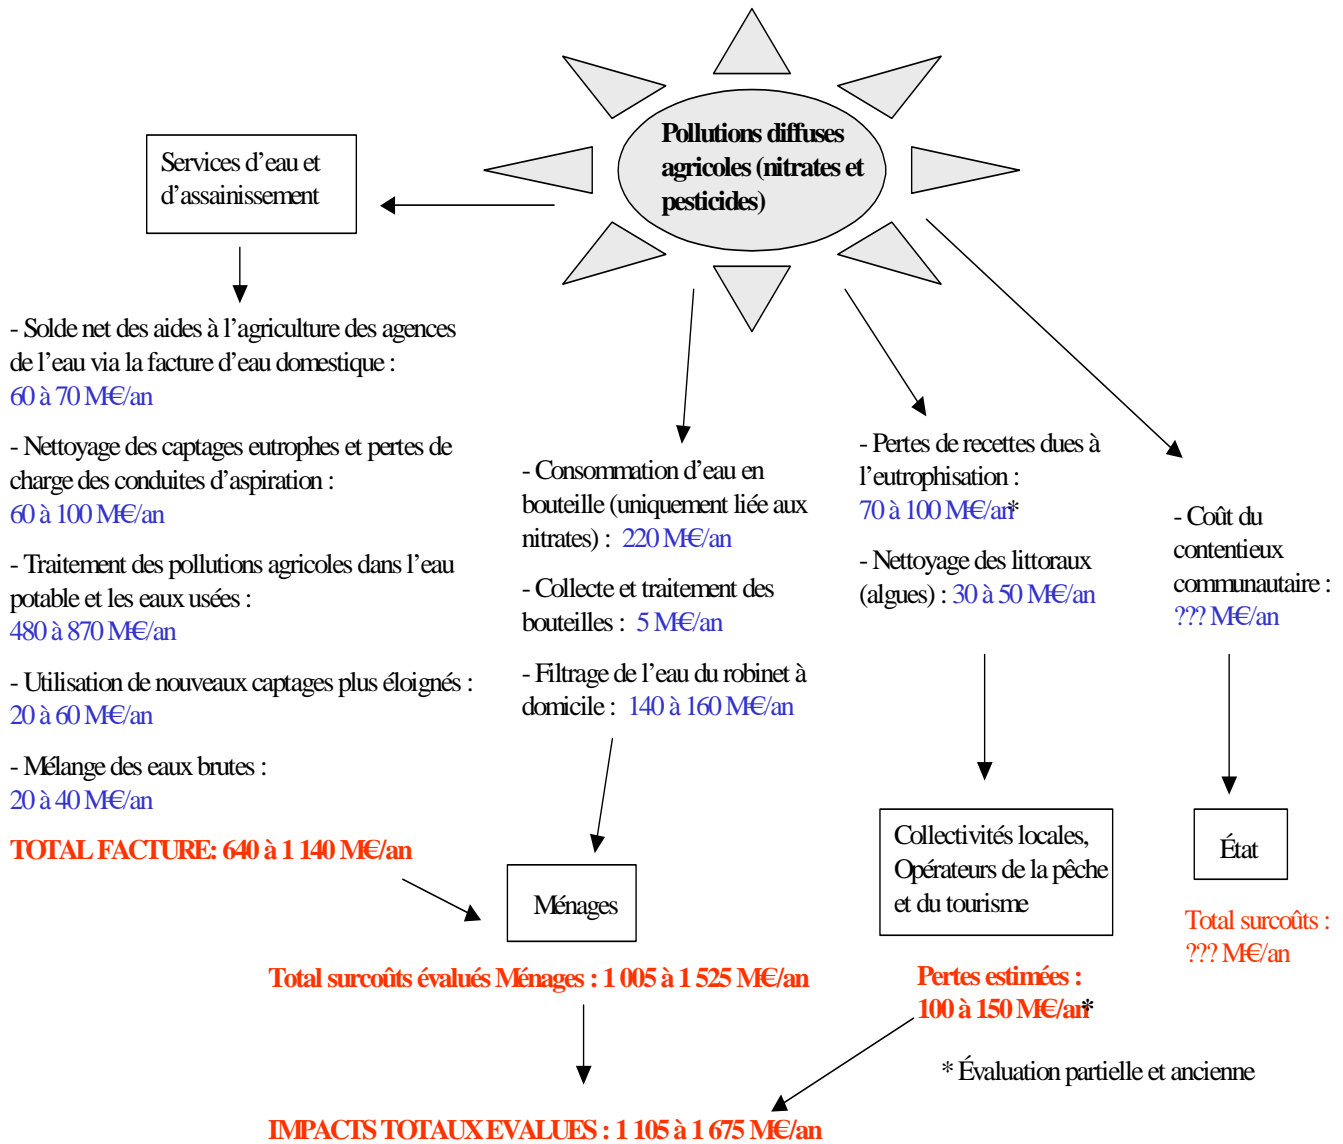 Pollutions diffuses
agricoles (nitrates et
pesticides)
Services d'eau et
d'assainissement
- Solde net des aides à l'agriculture des agences
de l'eau via la facture d'eau domestique :
60 à 70 M€/an
- Nettoyage des captages eutrophes et pertes de
charge des conduites d'aspiration :
60 à 100 M€/an
- Traitement des pollutions agricoles dans l'eau
potable et les eaux usées :
480 à 870 M€/an
- Utilisation de nouveaux captages plus éloignés :
20 à 60 M€/an
- Mélange des eaux brutes :
20 à 40 M€/an
TOTAL FACTURE: 640 à 1 140 M€/an
- Consommation d'eau en
bouteille (uniquement liée aux
nitrates) : 220 M€/an
- Collecte et traitement des
bouteilles : 5 M€/an
- Filtrage de l'eau du robinet à
domicile : 140 à 160 M€/an
Ménages
Total surcoûts évalués Ménages : 1 005 à 1 525 M€/an
- Pertes de recettes dues à
l'eutrophisation :
70 à 100 M€/an*
- Nettoyage des littoraux
(algues) : 30 à 50 M€/an
Collectivités locales,
Opérateurs de la pêche
et du tourisme
Pertes estimées :
100 à 150 M€/an*
- Coût du
contentieux
communautaire :
??? M€/an
État
Total surcoûts :
??? M€/an
* Évaluation partielle et ancienne
IMPACTS TOTAUX EVALUES : 1 105 à 1 675 M€/an